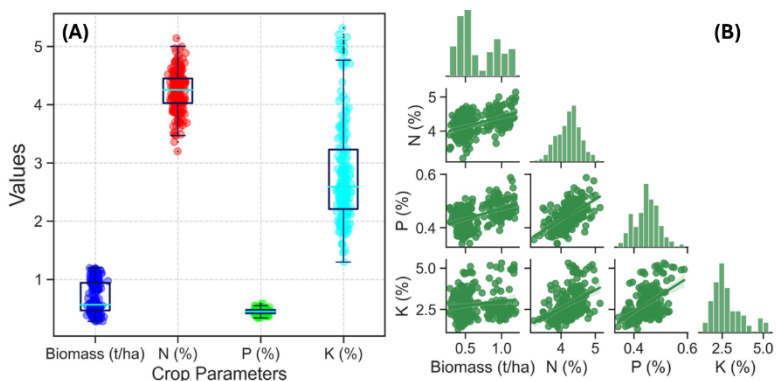 (A)
Values
5
4
3
2
1
Biomass (t/ha) N (%) P (%) K (%)
Crop Parameters
(B)
N (%)
5
4
P (%)
0.6
0.4
K (%)
5.0
2.5
0.5 1.0 4 5 0.4 0.6 2.5 5.0
Biomass (t/ha) N (%) P (%) K (%)